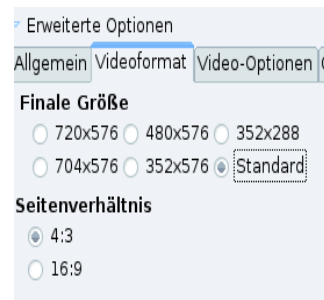 Erweiterte Optionen
Allgemein Videoformat Video-Optionen
Finale Größe
720x576 480x576 352x288
704x576 352x576 Standard
Seitenverhältnis
4:3
16:9